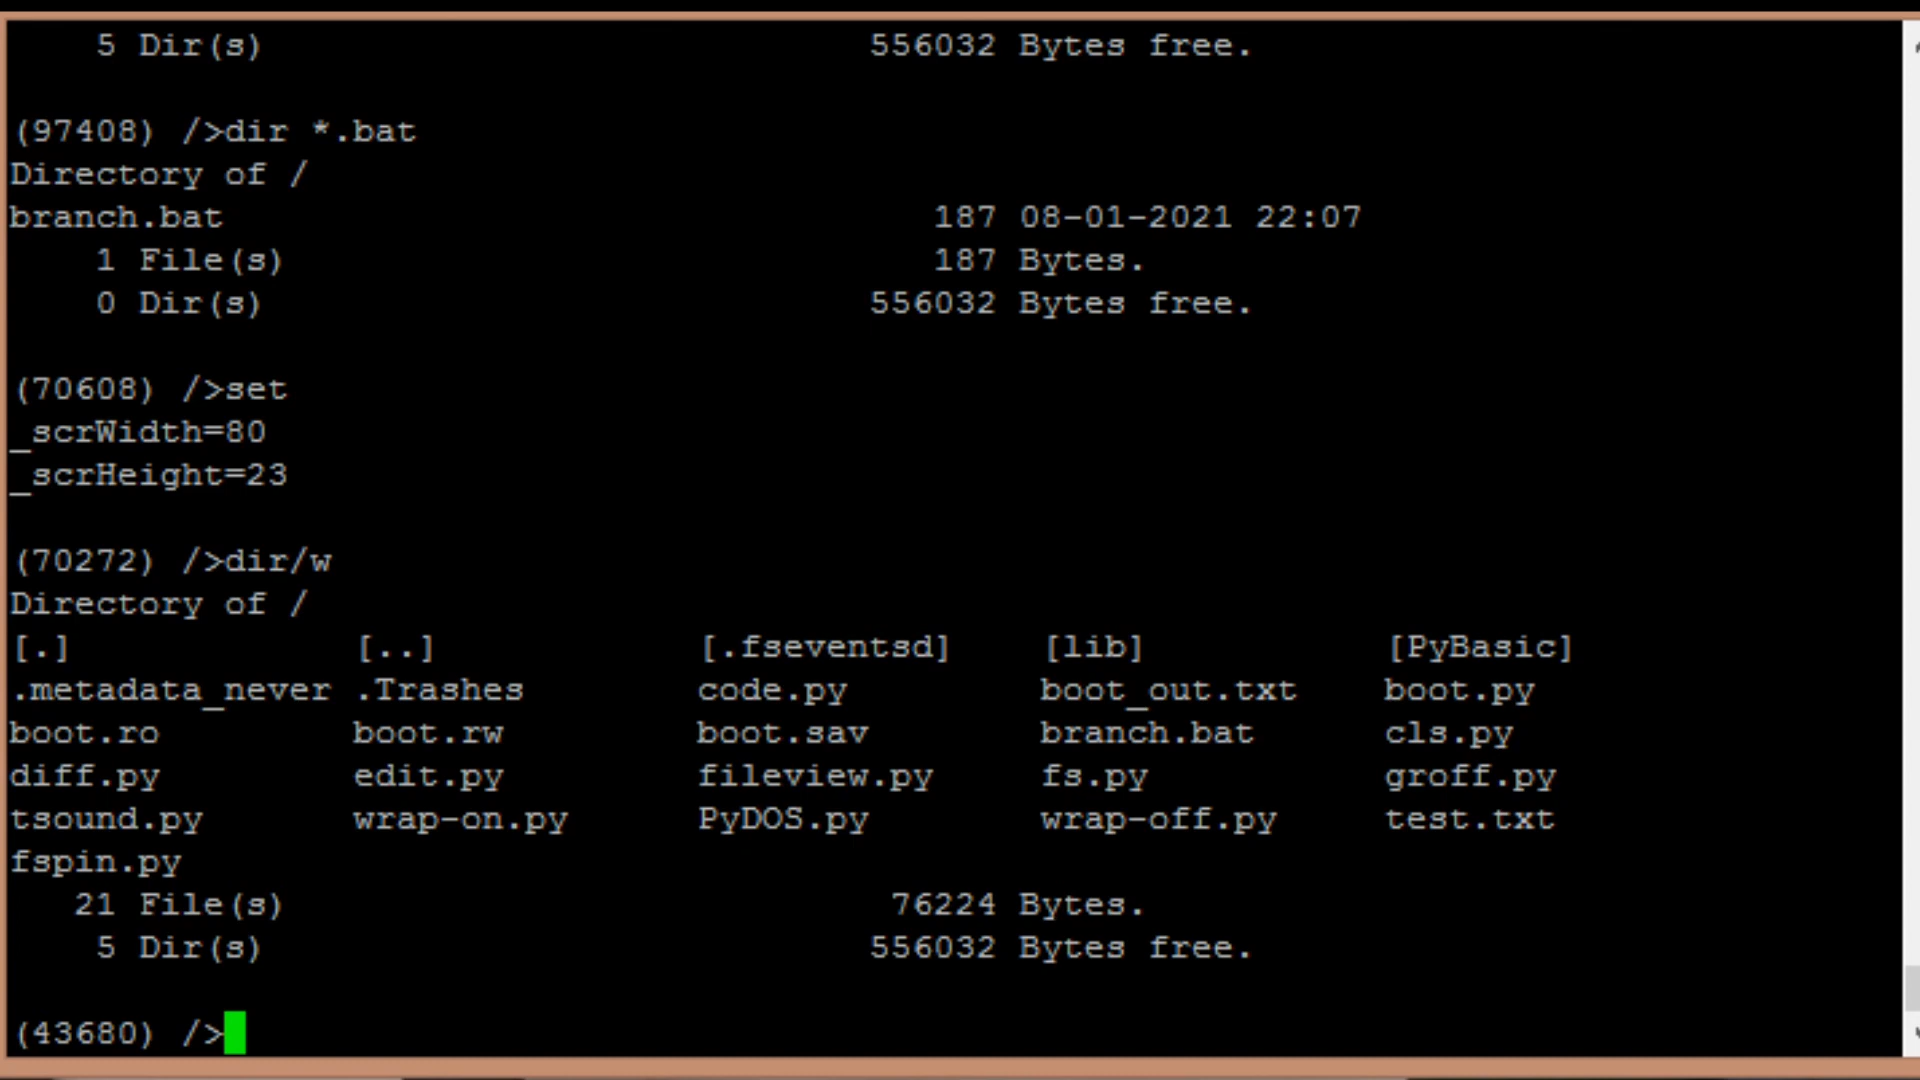 5 Dir(s) 556032 Bytes free.
(97408) />dir *.bat
Directory of /
branch.bat 187 08-01-2021 22:07
1 File(s) 187 Bytes.
0 Dir(s) 556032 Bytes free.
(70608) />set
_scrWidth=80
_scrHeight=23
(70272) />dir/w
Directory of /
[.] [..] [.fseventsd] [lib] [PyBasic]
.metadata_never .Trashes code.py boot_out.txt boot.py
boot.ro boot.rw boot.sav branch.bat cls.py
diff.py edit.py fileview.py fs.py groff.py
tsound.py wrap-on.py PyDOS.py wrap-off.py test.txt
fspin.py
21 File(s) 76224 Bytes.
5 Dir(s) 556032 Bytes free.
(43680) />